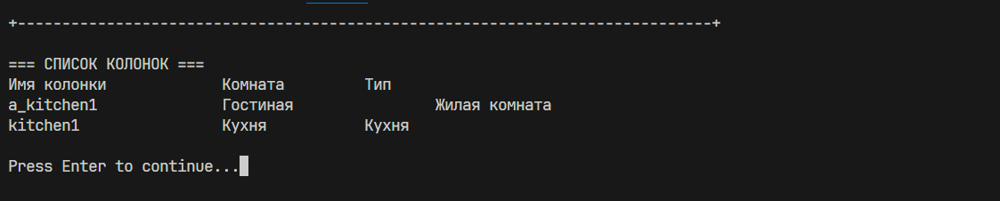 +------------------------------------------------------------------------------+
=== СПИСОК КОЛОНОК ===
Имя колонки             Комната         Тип
a_kitchen1              Гостиная                Жилая комната
kitchen1                Кухня           Кухня
Press Enter to continue...